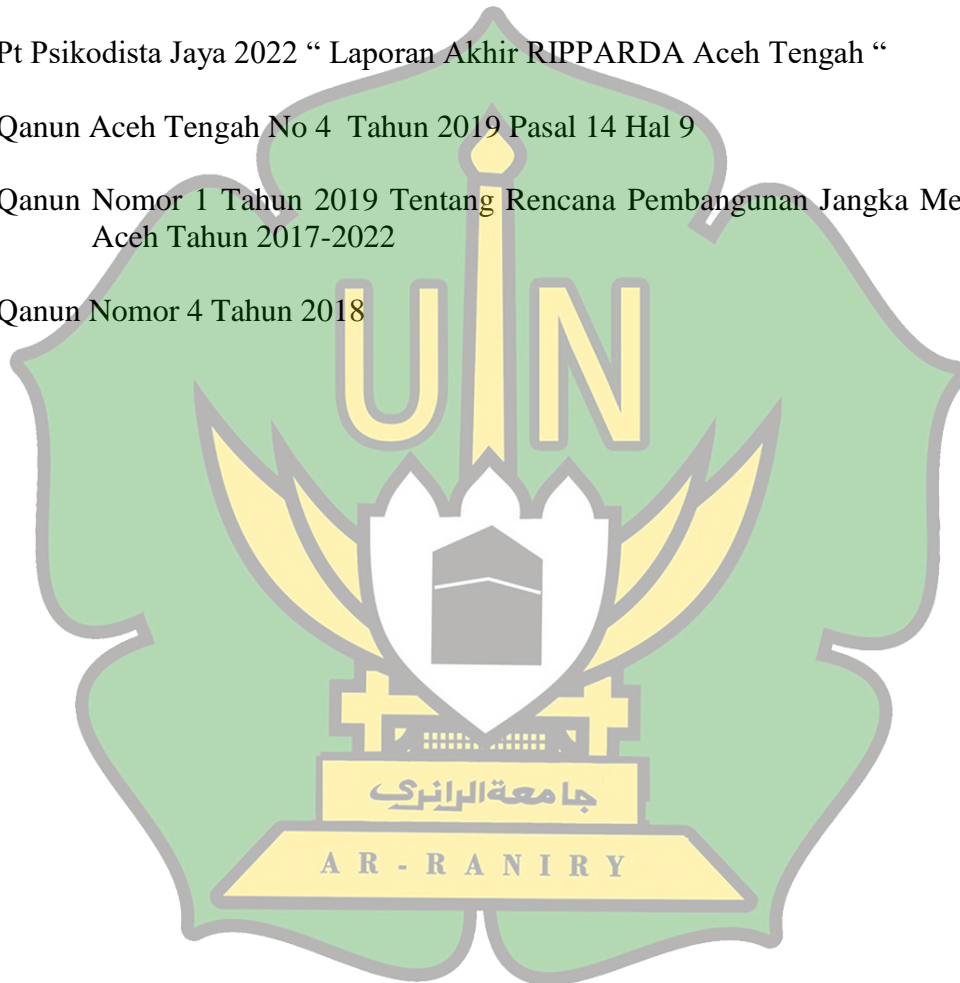 Pt Psikodista Jaya 2022 “ Laporan Akhir RIPPARDA Aceh Tengah “
Qanun Aceh Tengah No 4 Tahun 2019 Pasal 14 Hal 9
Qanun Nomor 1 Tahun 2019 Tentang Rencana Pembangunan Jangka Me
Aceh Tahun 2017-2022
Qanun Nomor 4 Tahun 2018
UIN
جامعة الرانري
AR-RANIRY